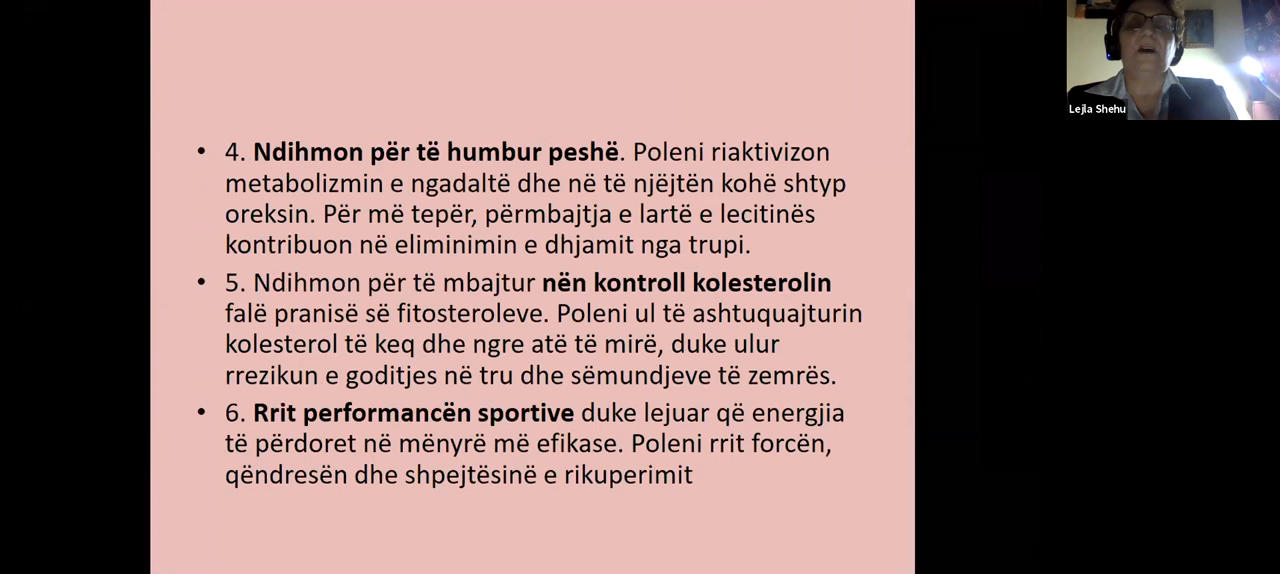 • 4. Ndihmon për të humbur peshë. Poleni riaktivizon
metabolizmin e ngadaltë dhe në të njëjtën kohë shtyp
oreksin. Për më tepër, përmbajtja e lartë e lecitinës
kontribuon në eliminimin e dhjamit nga trupi.
• 5. Ndihmon për të mbajtur nën kontroll kolesterolin
falë pranisë së fitosteroleve. Poleni ul të ashtuquajturin
kolesterol të keq dhe ngre atë të mirë, duke ulur
rrezikun e goditjes në tru dhe sëmundjeve të zemrës.
• 6. Rrit performancën sportive duke lejuar që energjia
të përdoret në mënyrë më efikase. Poleni rrit forcën,
qëndresën dhe shpejtësinë e rikuperimit
Lejla Shehu